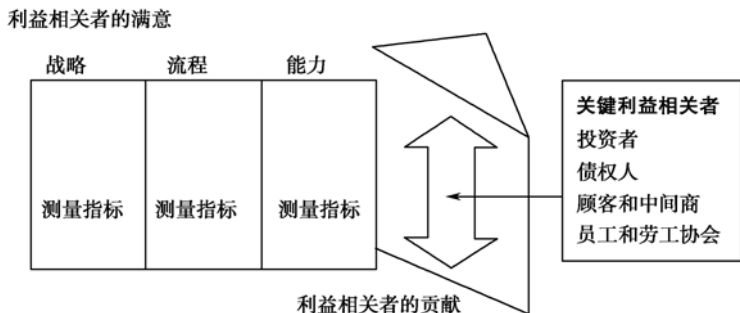 利益相关者的满意
战略 流程 能力
测量指标 测量指标 测量指标
关键利益相关者
投资者
债权人
顾客和中间商
员工和劳工协会
利益相关者的贡献